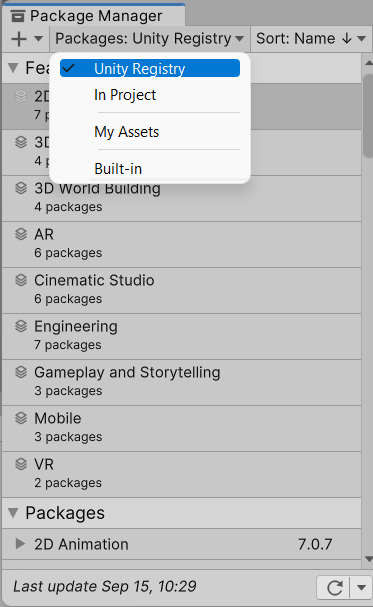 Package Manager
Packages: Unity Registry
Sort: Name ↓
Unity Registry
In Project
My Assets
Built-in
2D
7 packages
3D
4 packages
3D World Building
4 packages
AR
6 packages
Cinematic Studio
6 packages
Engineering
7 packages
Gameplay and Storytelling
3 packages
Mobile
3 packages
VR
2 packages
Packages
2D Animation 7.0.7
Last update Sep 15, 10:29